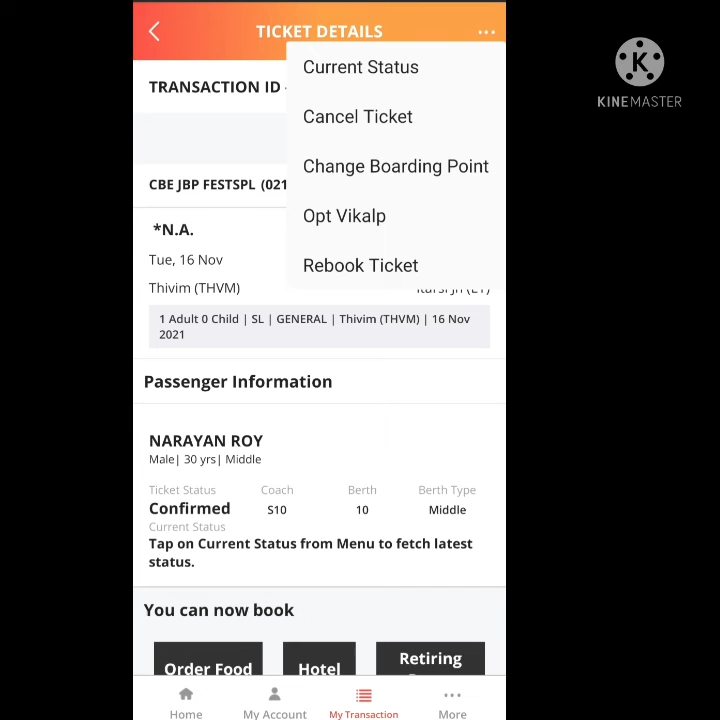 TICKET DETAILS
Current Status
TRANSACTION ID -
Cancel Ticket
Change Boarding Point
CBE JBP FESTSPL (021
Opt Vikalp
*N.A.
Tue, 16 Nov
Rebook Ticket
Thivim (THVM)
1 Adult 0 Child | SL | GENERAL | Thivim (THVM) | 16 Nov
2021
Passenger Information
NARAYAN ROY
Male| 30 yrs| Middle
Ticket Status Coach Berth Berth Type
Confirmed S10 10 Middle
Current Status
Tap on Current Status from Menu to fetch latest
status.
You can now book
Order Food Hotel Retiring
Home My Account My Transaction More
K
KINEMASTER